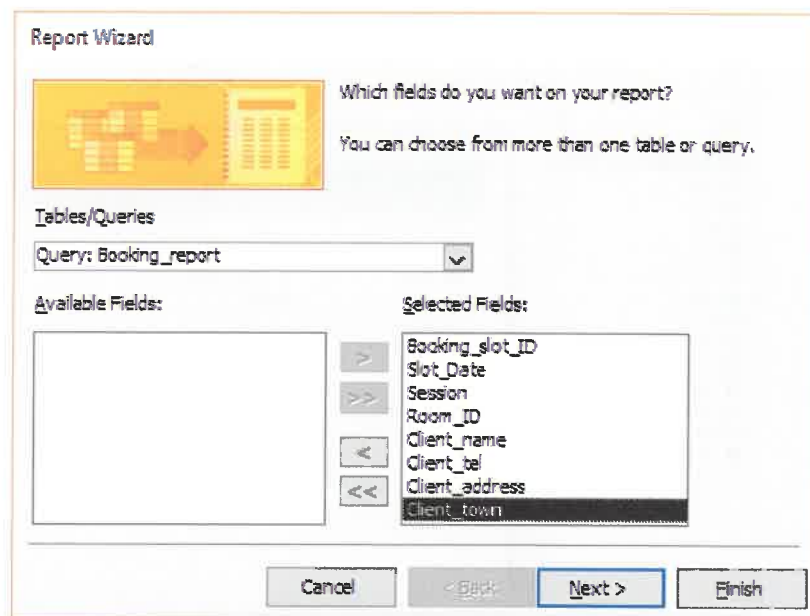 Report Wizard
Which fields do you want on your report?
You can choose from more than one table or query.
Tables/Queries
Query: Booking_report
Available Fields:
Selected Fields:
>
>>
<
<<
Booking_slot_ID
Slot_Date
Session
Room_ID
Client_name
Client_tel
Client_address
Client_town
Cancel
< Back
Next >
Finish